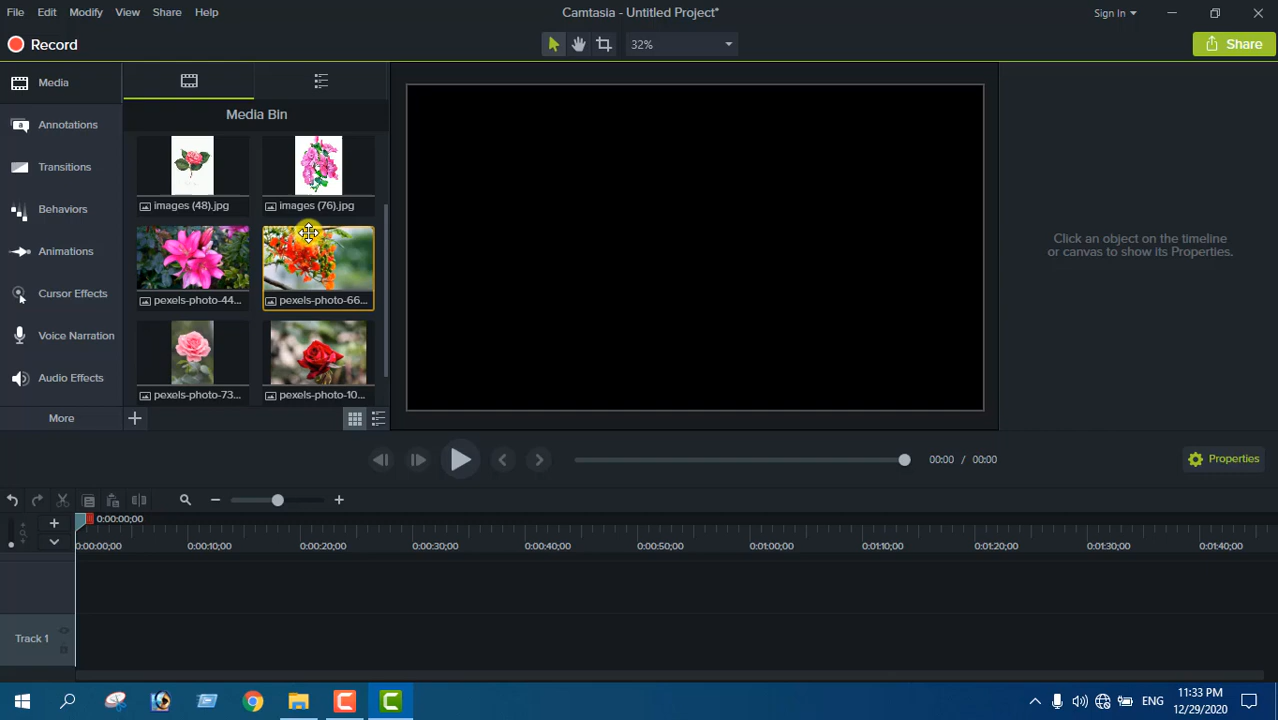 File Edit Modify View Share Help
Camtasia - Untitled Project*
Sign In
Record
32%
Share
Media
Annotations
Transitions
Behaviors
Animations
Cursor Effects
Voice Narration
Audio Effects
More
Media Bin
images (48).jpg
images (76).jpg
pexels-photo-44...
pexels-photo-66...
pexels-photo-73...
pexels-photo-10...
Click an object on the timeline
or canvas to show its Properties.
00:00 / 00:00
Properties
0:00:00;00
0:00:00;00 0:00:10;00 0:00:20;00 0:00:30;00 0:00:40;00 0:00:50;00 0:01:00;00 0:01:10;00 0:01:20;00 0:01:30;00 0:01:40;00
Track 1
ENG
11:33 PM
12/29/2020